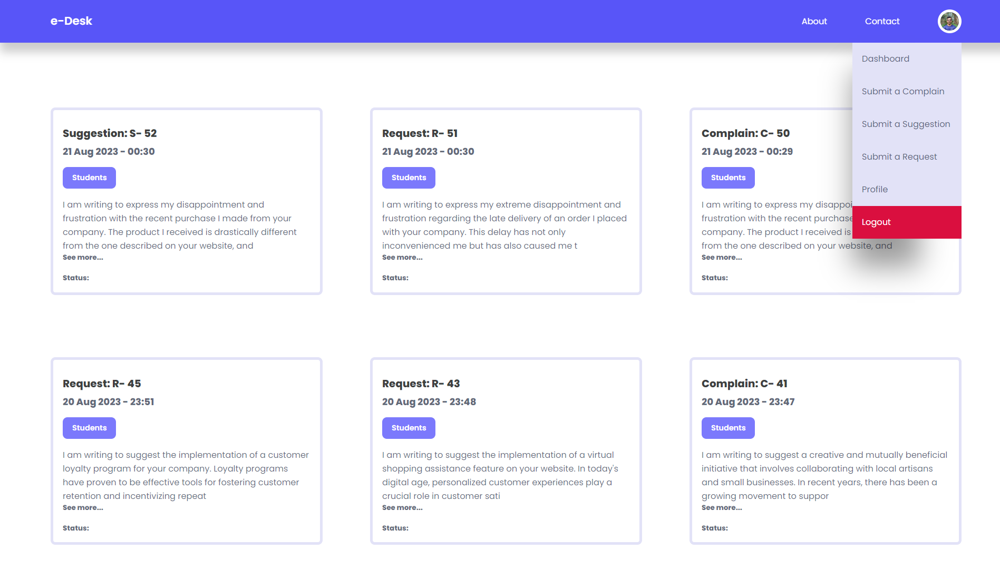 e-Desk
About
Contact
Dashboard
Submit a Complain
Submit a Suggestion
Submit a Request
Profile
Logout
Suggestion: S- 52
21 Aug 2023 - 00:30
Students
I am writing to express my disappointment and
frustration with the recent purchase I made from your
company. The product I received is drastically different
from the one described on your website, and
See more...
Status:
Request: R- 51
21 Aug 2023 - 00:30
Students
I am writing to express my extreme disappointment and
frustration regarding the late delivery of an order I placed
with your company. This delay has not only
inconvenienced me but has also caused me t
See more...
Status:
Complain: C- 50
21 Aug 2023 - 00:29
Students
I am writing to express my disappoi
frustration with the recent purchase
company. The product I received is
from the one described on your website, and
See more...
Status:
Request: R- 45
20 Aug 2023 - 23:51
Students
I am writing to suggest the implementation of a customer
loyalty program for your company. Loyalty programs
have proven to be effective tools for fostering customer
retention and incentivizing repeat
See more...
Status:
Request: R- 43
20 Aug 2023 - 23:48
Students
I am writing to suggest the implementation of a virtual
shopping assistance feature on your website. In today's
digital age, personalized customer experiences play a
crucial role in customer sati
See more...
Status:
Complain: C- 41
20 Aug 2023 - 23:47
Students
I am writing to suggest a creative and mutually beneficial
initiative that involves collaborating with local artisans
and small businesses. In recent years, there has been a
growing movement to suppor
See more...
Status: